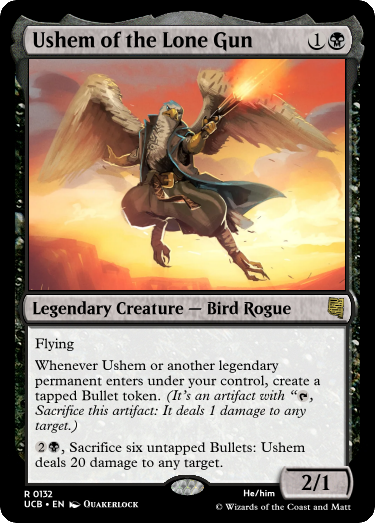 Ushem of the Lone Gun 1
Legendary Creature — Bird Rogue
Flying
Whenever Ushem or another legendary
permanent enters under your control, create a
tapped Bullet token. (It's an artifact with “,
Sacrifice this artifact: It deals 1 damage to any
target.)
2, Sacrifice six untapped Bullets: Ushem
deals 20 damage to any target.
2/1
R 0132
UCB • EN Quakerlock
He/him
© Wizards of the Coast and Matt